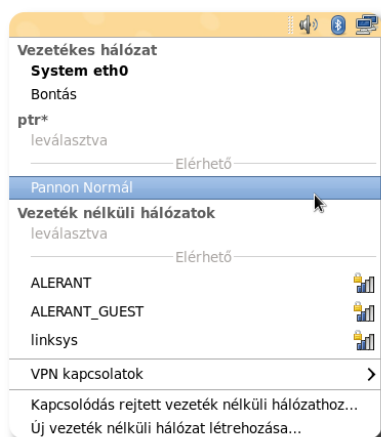 Vezetékes hálózat
System eth0
Bontás
ptr*
leválasztva
Elérhető
Pannon Normál
Vezeték nélküli hálózatok
leválasztva
Elérhető
ALERANT
ALERANT_GUEST
linksys
VPN kapcsolatok
Kapcsolódás rejtett vezeték nélküli hálózathoz...
Új vezeték nélküli hálózat létrehozása...